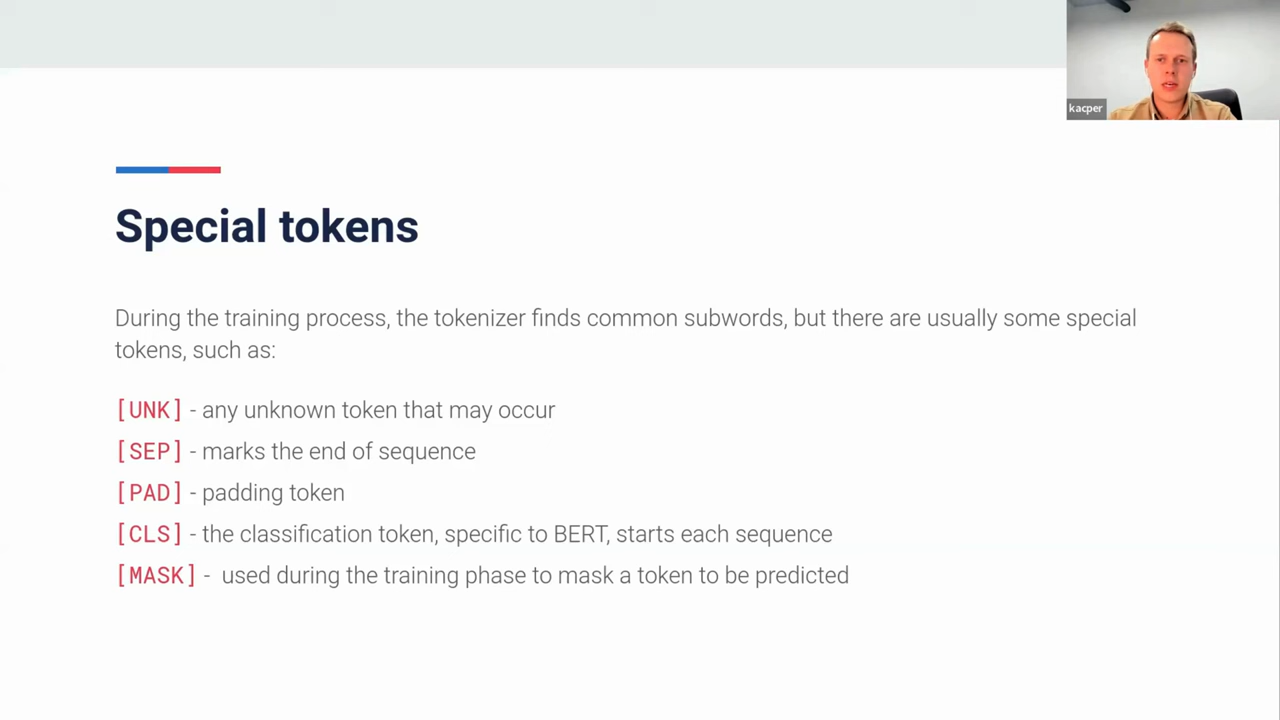 kacper
Special tokens
During the training process, the tokenizer finds common subwords, but there are usually some special
tokens, such as:
[UNK] - any unknown token that may occur
[SEP] - marks the end of sequence
[PAD] - padding token
[CLS] - the classification token, specific to BERT, starts each sequence
[MASK] - used during the training phase to mask a token to be predicted